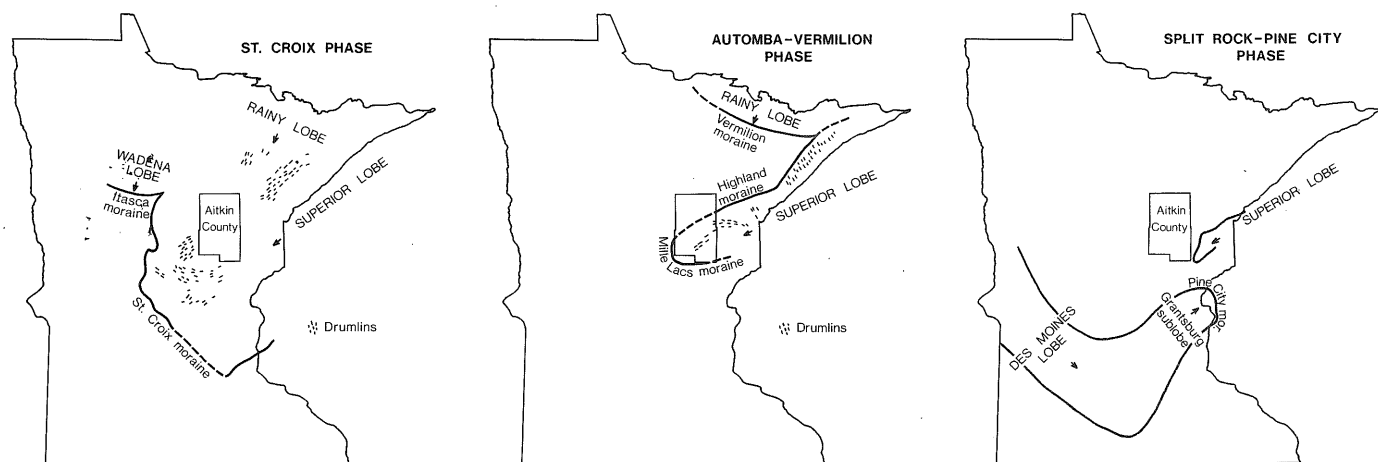 ST. CROIX PHASE
RAINY LOBE
WADENA
LOBE
Itasca
moraine
Aitkin
County
SUPERIOR LOBE
St. Croix moraine
Drumlins
AUTOMBA-VERMILION
PHASE
RAINY LOBE
Vermilion
moraine
Highland
moraine
SUPERIOR LOBE
Mille
Lacs moraine
Drumlins
SPLIT ROCK-PINE CITY
PHASE
SUPERIOR LOBE
Aitkin
County
Pine City mor.
Grantsburg
sublobe
DES MOINES
LOBE